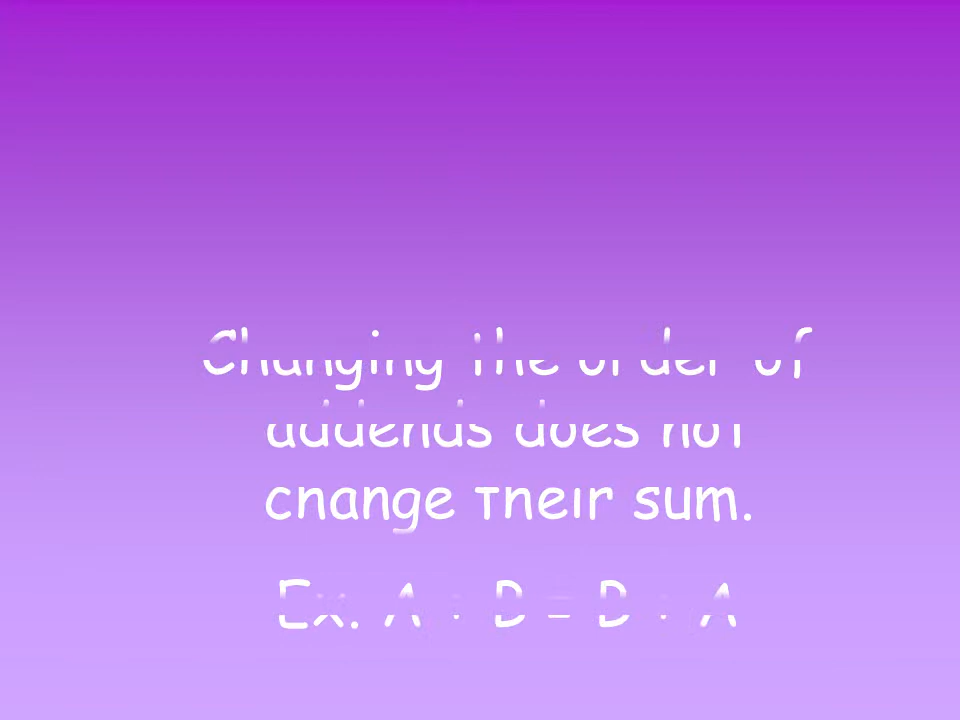 Changing the order of
addends does not
change their sum.
Ex. A + B = B + A